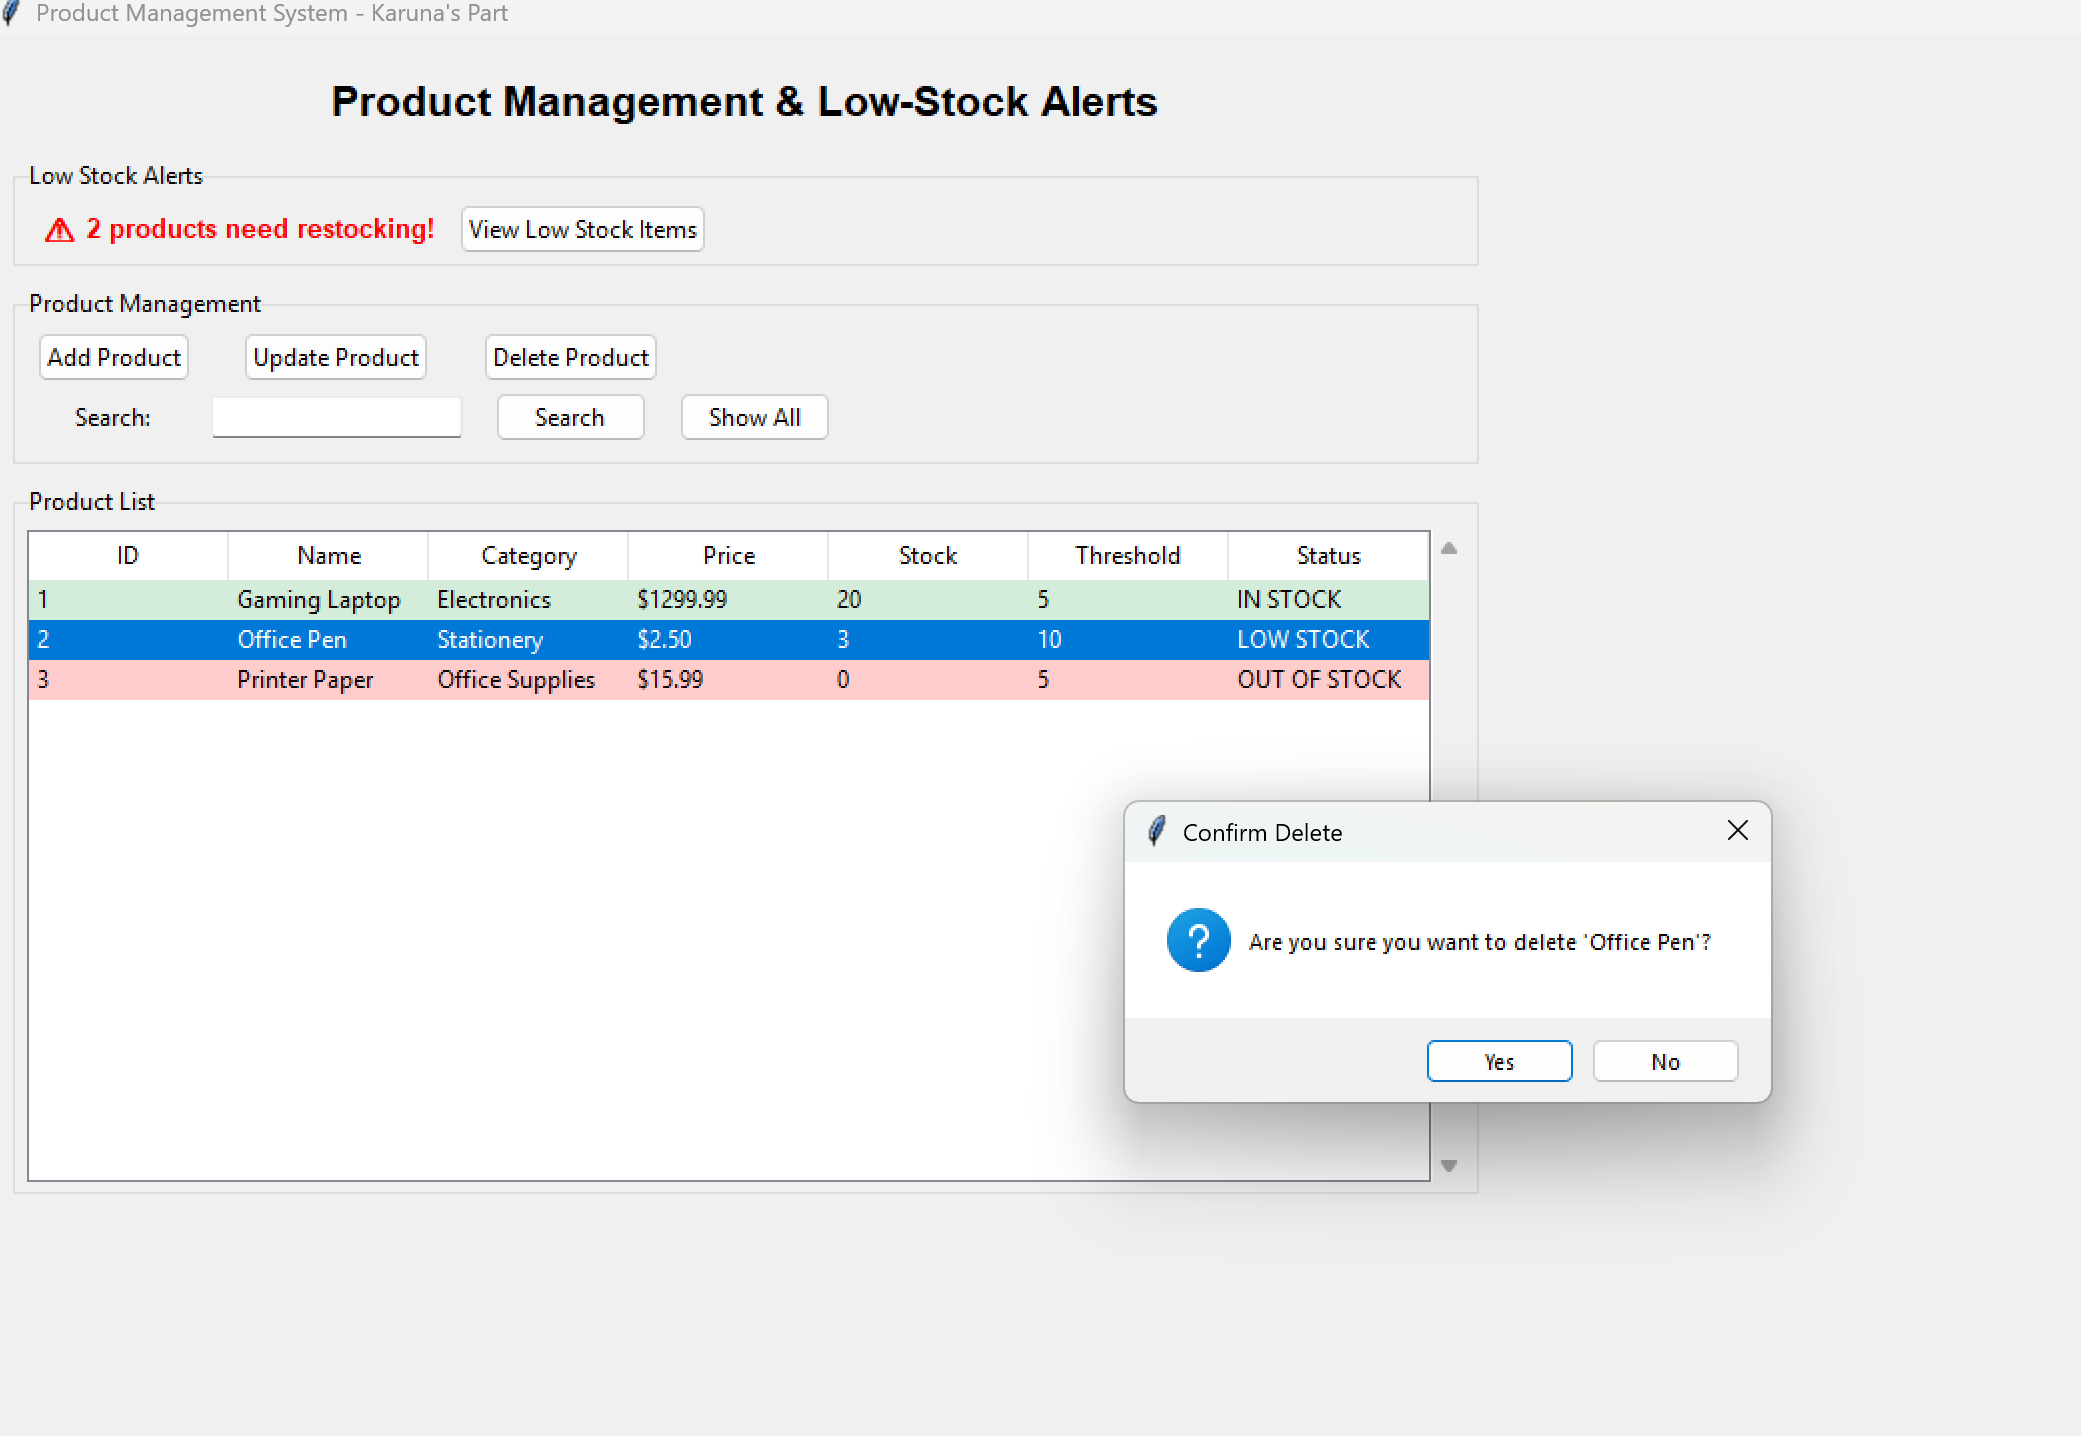 Product Management System - Karuna's Part
Product Management & Low-Stock Alerts
Low Stock Alerts
⚠ 2 products need restocking! View Low Stock Items
Product Management
Add Product Update Product Delete Product
Search: Search Show All
Product List
ID Name Category Price Stock Threshold Status
1 Gaming Laptop Electronics $1299.99 20 5 IN STOCK
2 Office Pen Stationery $2.50 3 10 LOW STOCK
3 Printer Paper Office Supplies $15.99 0 5 OUT OF STOCK
Confirm Delete
Are you sure you want to delete 'Office Pen'?
Yes No